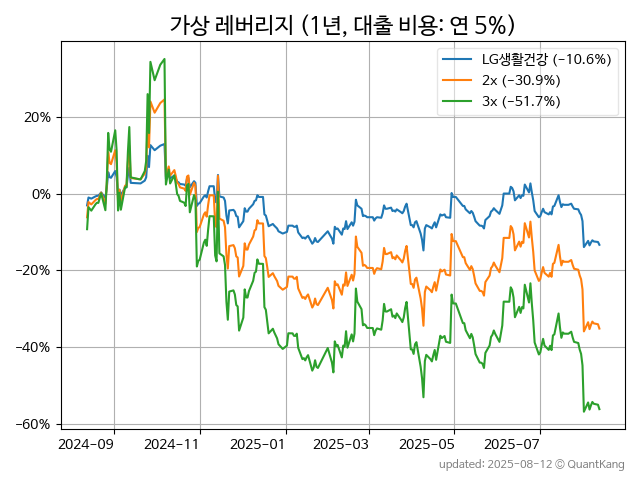 가상 레버리지 (1년, 대출 비용: 연 5%)
LG생활건강 (−10.6%)
2x (−30.9%)
3x (−51.7%)
20%
0%
−20%
−40%
−60%
2024-09 2024-11 2025-01 2025-03 2025-05 2025-07
updated: 2025-08-12 © QuantKang